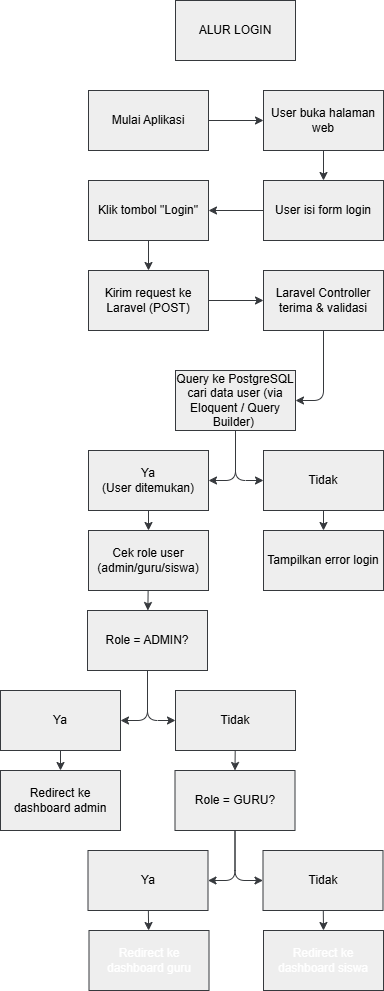 ALUR LOGIN
Mulai Aplikasi
User buka halaman
web
Klik tombol "Login"
User isi form login
Kirim request ke
Laravel (POST)
Laravel Controller
terima & validasi
Query ke PostgreSQL
cari data user (via
Eloquent / Query
Builder)
Ya
(User ditemukan)
Tidak
Cek role user
(admin/guru/siswa)
Tampilkan error login
Role = ADMIN?
Ya
Tidak
Redirect ke
dashboard admin
Role = GURU?
Ya
Tidak
Redirect ke
dashboard guru
Redirect ke
dashboard siswa